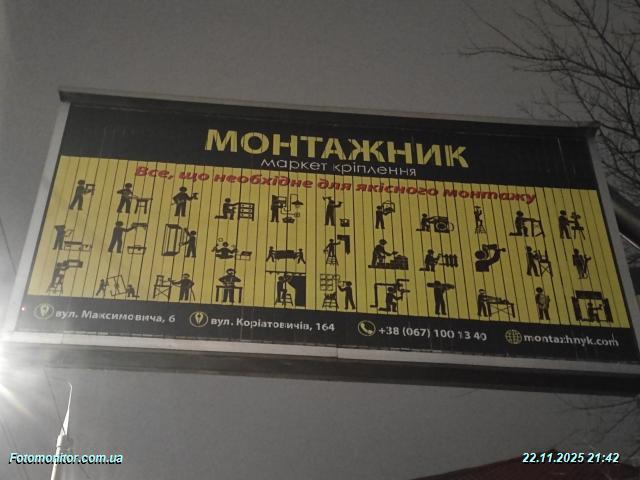 МОНТАЖНИК
маркет кріплення
Все, що необхідне для якісного монтажу
вул. Максимовича, 6
вул. Коріатовичів, 164
+38 (067) 100 13 40
montazhnyk.com
Fotomonitor.com.ua
22.11.2025 21:42